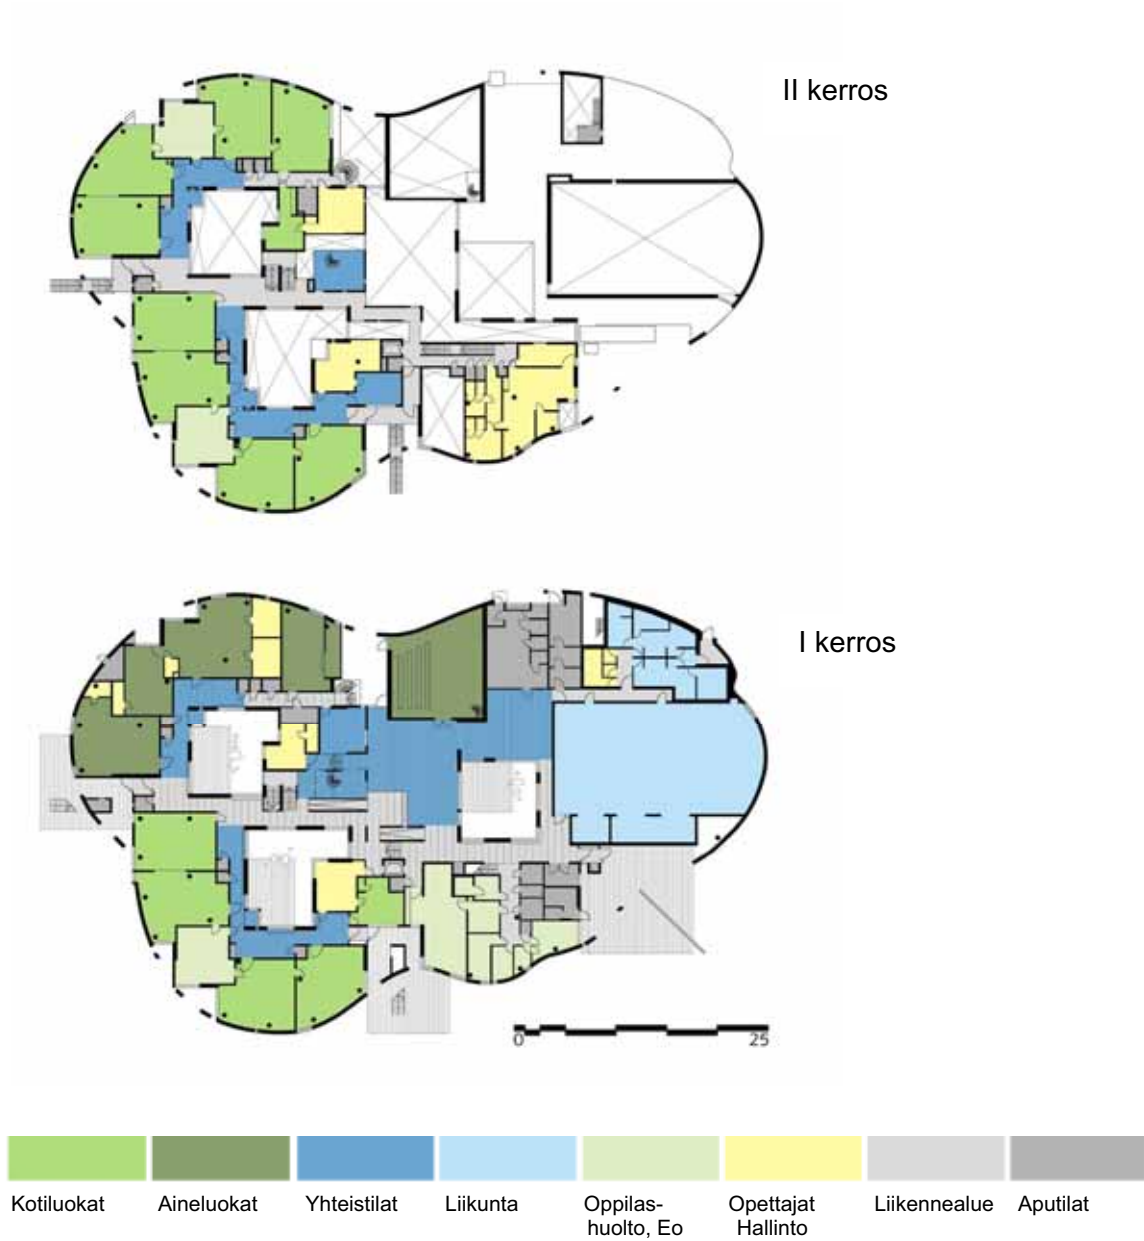 II kerros
I kerros
0 25
Kotiluokat Aineluokat Yhteistilat Liikunta Oppilas- Opettajat Liikennealue Aputilat
huolto, Eo Hallinto